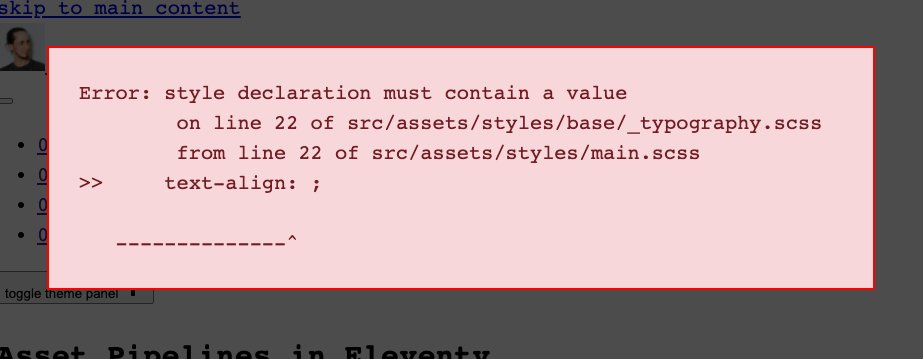 skip to main content
Error: style declaration must contain a value
on line 22 of src/assets/styles/base/_typography.scss
from line 22 of src/assets/styles/main.scss
>> text-align: ;
--------------^
0
0
0
0
toggle theme panel
Asset Pipelines in Eleventy